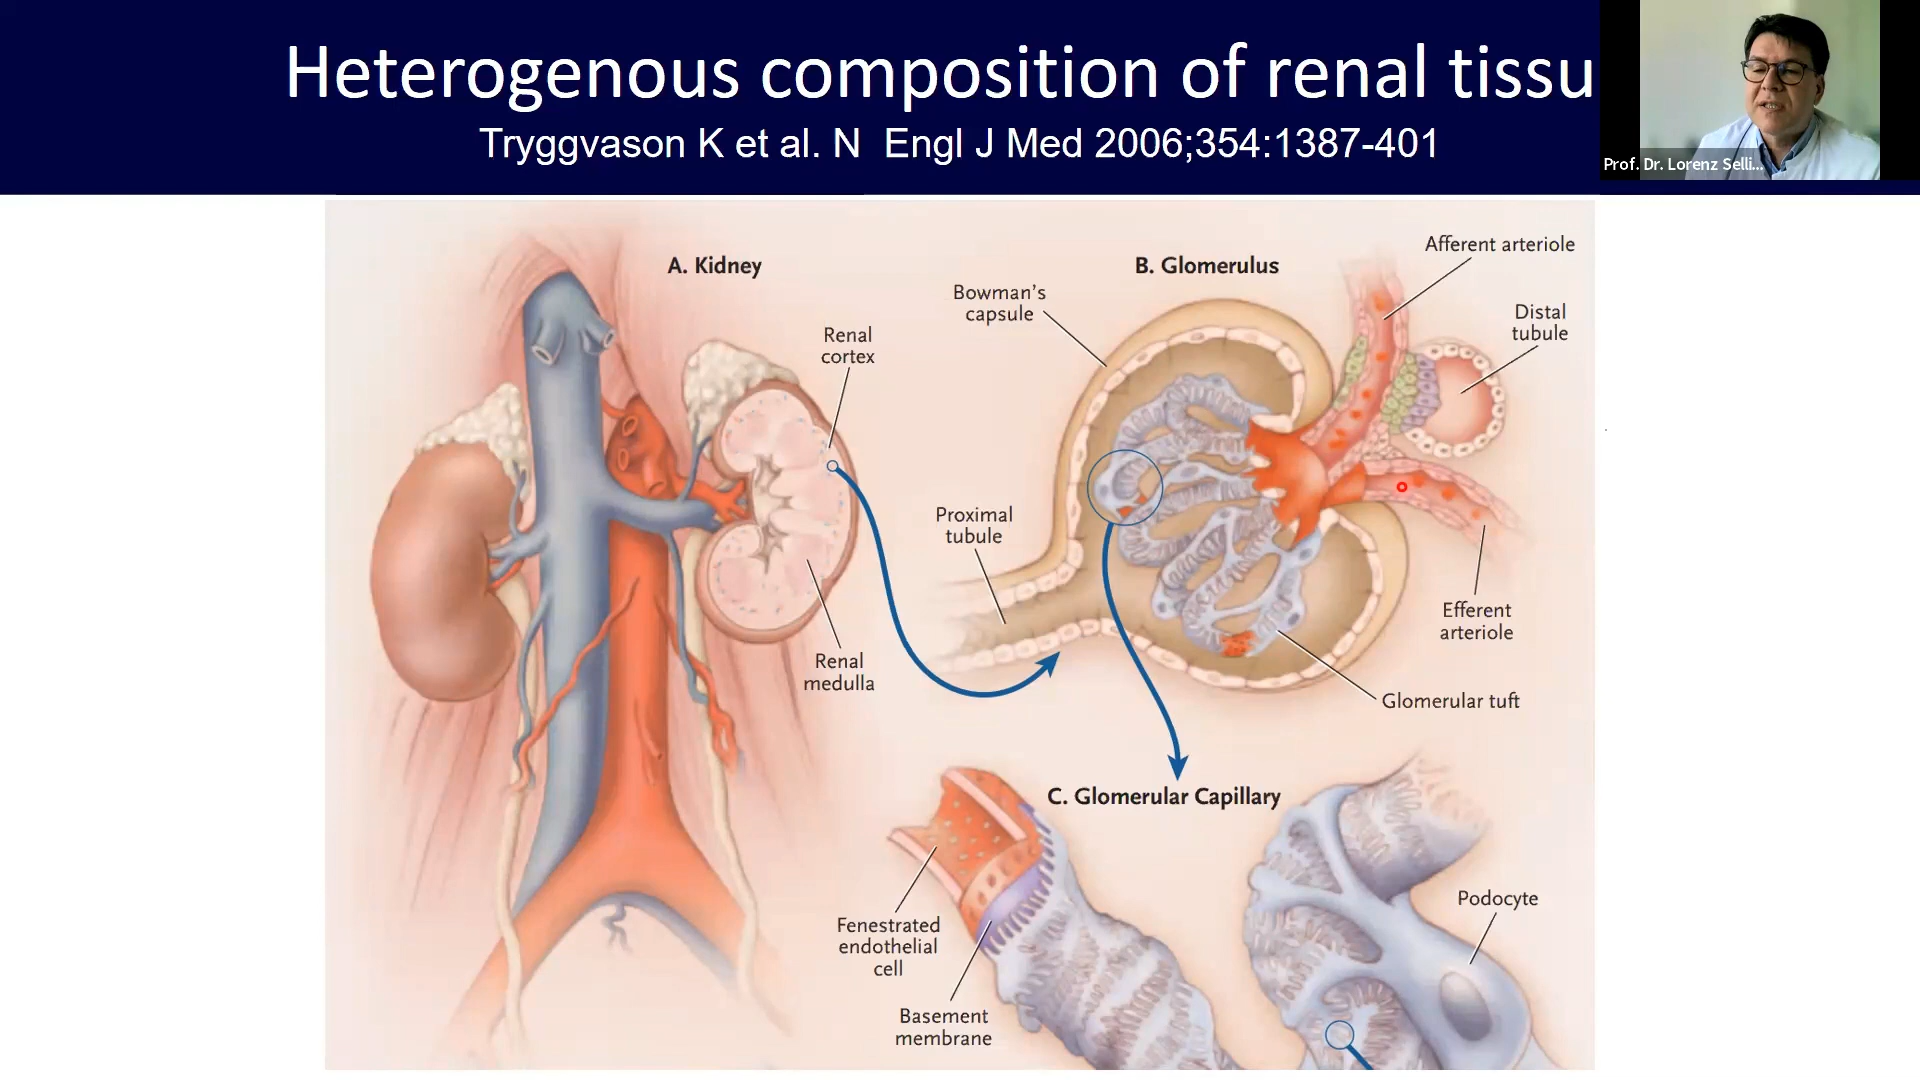 Heterogenous composition of renal tissu
Tryggvason K et al. N Engl J Med 2006;354:1387-401
Prof. Dr. Lorenz Selli...
A. Kidney
Renal
cortex
Renal
medulla
B. Glomerulus
Afferent arteriole
Bowman's
capsule
Distal
tubule
Proximal
tubule
Efferent
arteriole
Glomerular tuft
C. Glomerular Capillary
Fenestrated
endothelial
cell
Basement
membrane
Podocyte